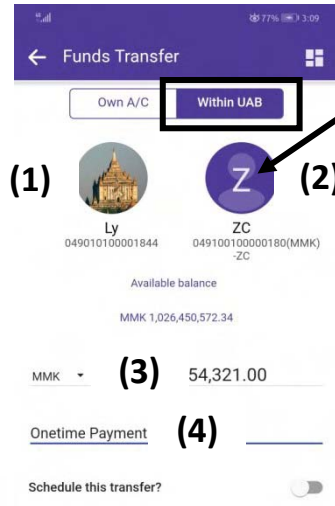 77% 3:09
Funds Transfer
Own A/C Within UAB
(1) Z (2)
Ly ZC
049010100001844 049100100000180(MMK)
-ZC
Available balance
MMK 1,026,450,572.34
MMK (3) 54,321.00
Onetime Payment (4)
Schedule this transfer?